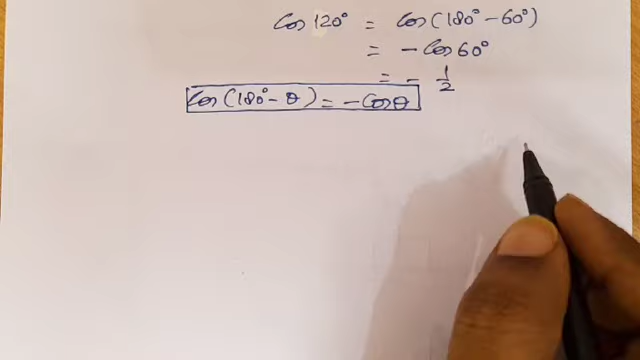 Cos 120° = Cos(180° - 60°)
= - Cos 60°
= - 1/2
Cos(180° - θ) = - Cosθ